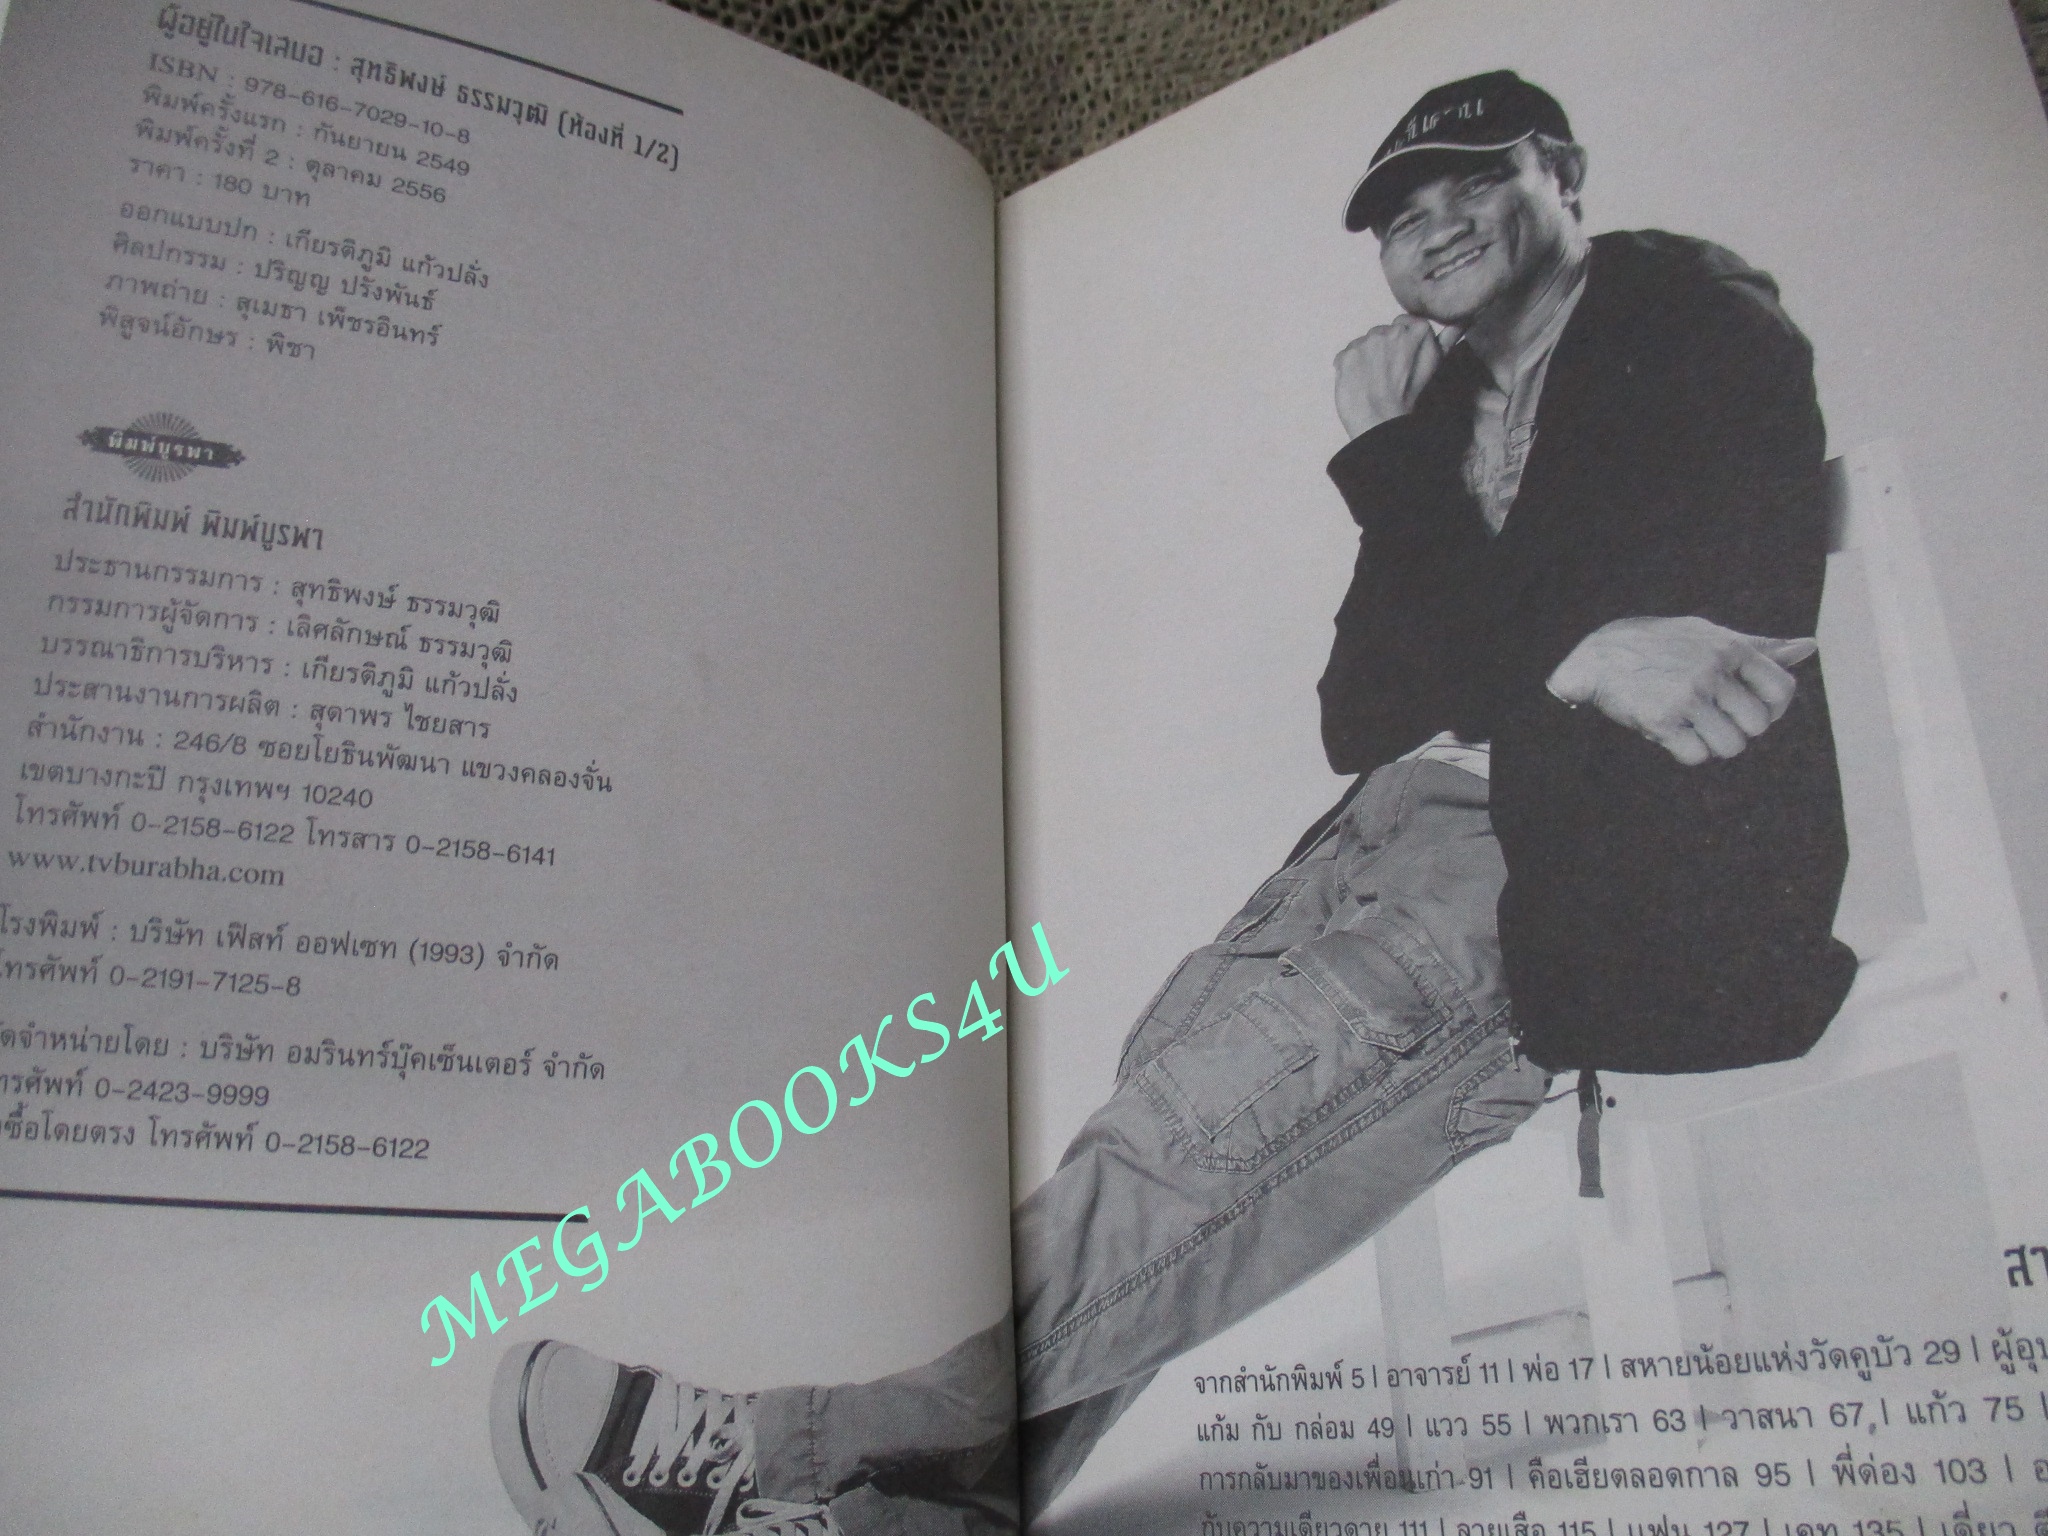 ผู้อยู่ในใจเสมอ : สุทธิพงษ์ ธรรมวุฒิ (ห้องที่ 1/2)
ISBN : 978-616-7029-10-8
พิมพ์ครั้งแรก : กันยายน 2549
พิมพ์ครั้งที่ 2 : ตุลาคม 2556
ราคา : 180 บาท
ออกแบบปก : เกียรติภูมิ แก้วปลั่ง
ศิลปกรรม : ปริญญ ปรังพันธ์
ภาพถ่าย : สุเมธา เพ็ชรอินทร์
พิสูจน์อักษร : พิชา
พิมพ์บูรพา
สำนักพิมพ์ พิมพ์บูรพา
ประธานกรรมการ : สุทธิพงษ์ ธรรมวุฒิ
กรรมการผู้จัดการ : เลิศลักษณ์ ธรรมวุฒิ
บรรณาธิการบริหาร : เกียรติภูมิ แก้วปลั่ง
ประสานงานการผลิต : สุดาพร ไชยสาร
สำนักงาน : 246/8 ซอยโยธินพัฒนา แขวงคลองจั่น
เขตบางกะปิ กรุงเทพฯ 10240
โทรศัพท์ 0-2158-6122 โทรสาร 0-2158-6141
www.tvburabha.com
โรงพิมพ์ : บริษัท เฟิสท์ ออฟเซท (1993) จำกัด
โทรศัพท์ 0-2191-7125-8
จำหน่ายโดย : บริษัท อมรินทร์บุ๊คเซ็นเตอร์ จำกัด
ทรศัพท์ 0-2423-9999
ซื้อโดยตรง โทรศัพท์ 0-2158-6122
MEGABOOKS4U
จากสำนักพิมพ์ 5 | อาจารย์ 11 | พ่อ 17 | สหายน้อยแห่งวัดคูบัว 29 |
แก้ม กับ กล่อม 49 | แวว 55 | พวกเรา 63 | วาสนา 67 | แก้ว 75 |
การกลับมาของเพื่อนเก่า 91 | คือเฮียตลอดกาล 95 | พี่ด่อง 103 |
กับความเดียวดาย 111 | ลายเสือ 115 | แฟน 127 | เดท 135 |